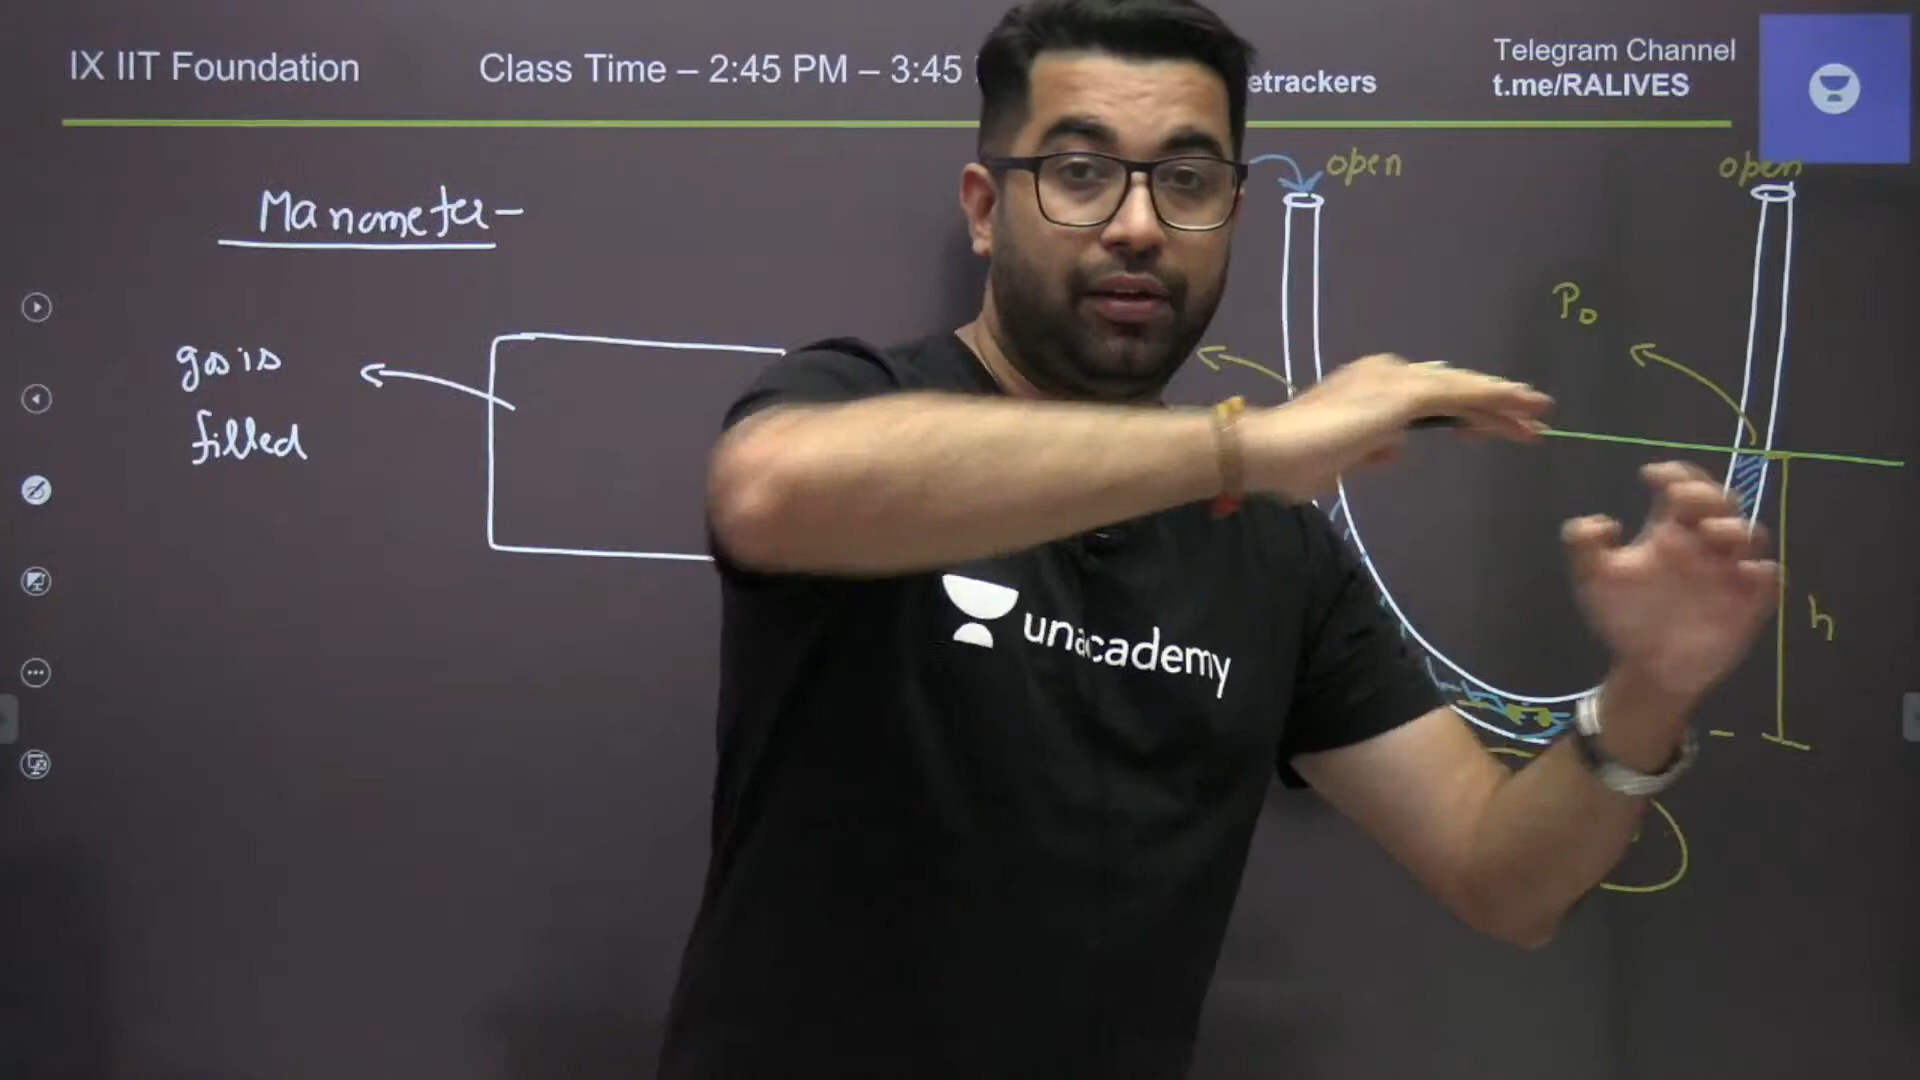 IX IIT Foundation
Class Time – 2:45 PM – 3:45
etrackers
Telegram Channel
t.me/RALIVES
open
open
Manometer-
P₀
gas is
filled
h
unacademy